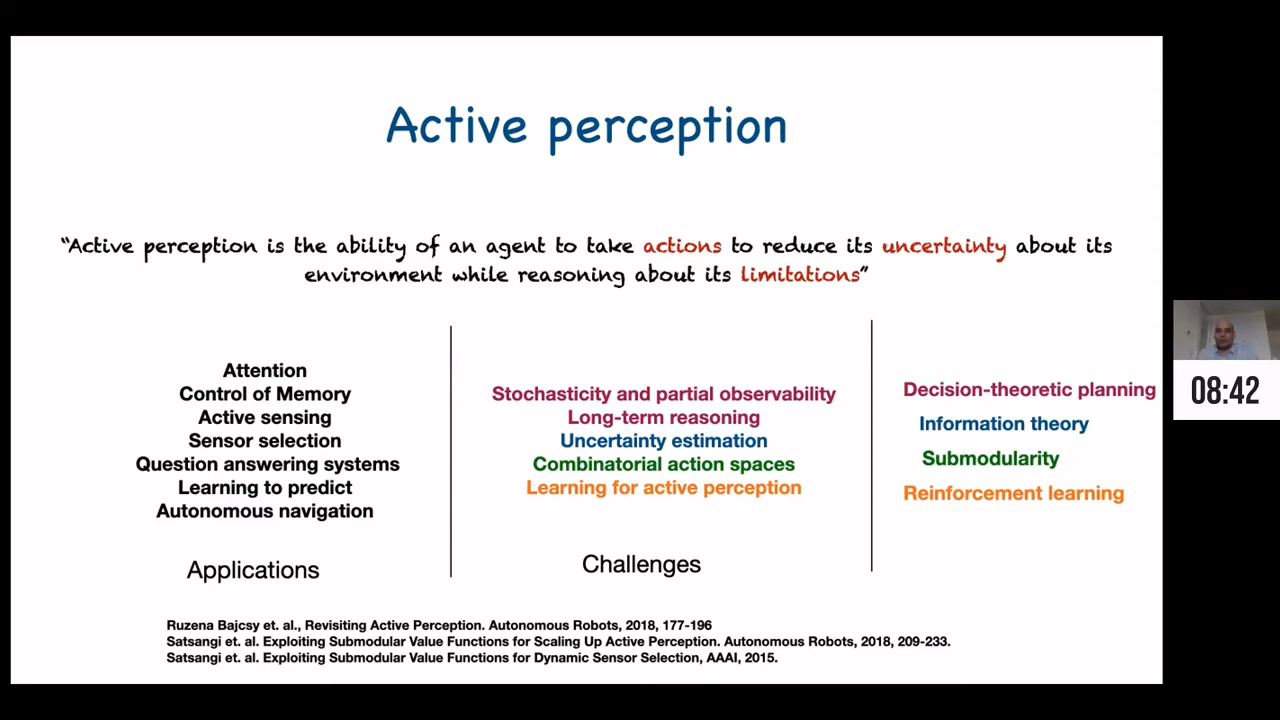 Active perception
“Active perception is the ability of an agent to take actions to reduce its uncertainty about its
environment while reasoning about its limitations”
Attention
Control of Memory
Active sensing
Sensor selection
Question answering systems
Learning to predict
Autonomous navigation
Applications
Stochasticity and partial observability
Long-term reasoning
Uncertainty estimation
Combinatorial action spaces
Learning for active perception
Challenges
Decision-theoretic planning
Information theory
Submodularity
Reinforcement learning
08:42
Ruzena Bajcsy et. al., Revisiting Active Perception. Autonomous Robots, 2018, 177-196
Satsangi et. al. Exploiting Submodular Value Functions for Scaling Up Active Perception. Autonomous Robots, 2018, 209-233.
Satsangi et. al. Exploiting Submodular Value Functions for Dynamic Sensor Selection, AAAI, 2015.